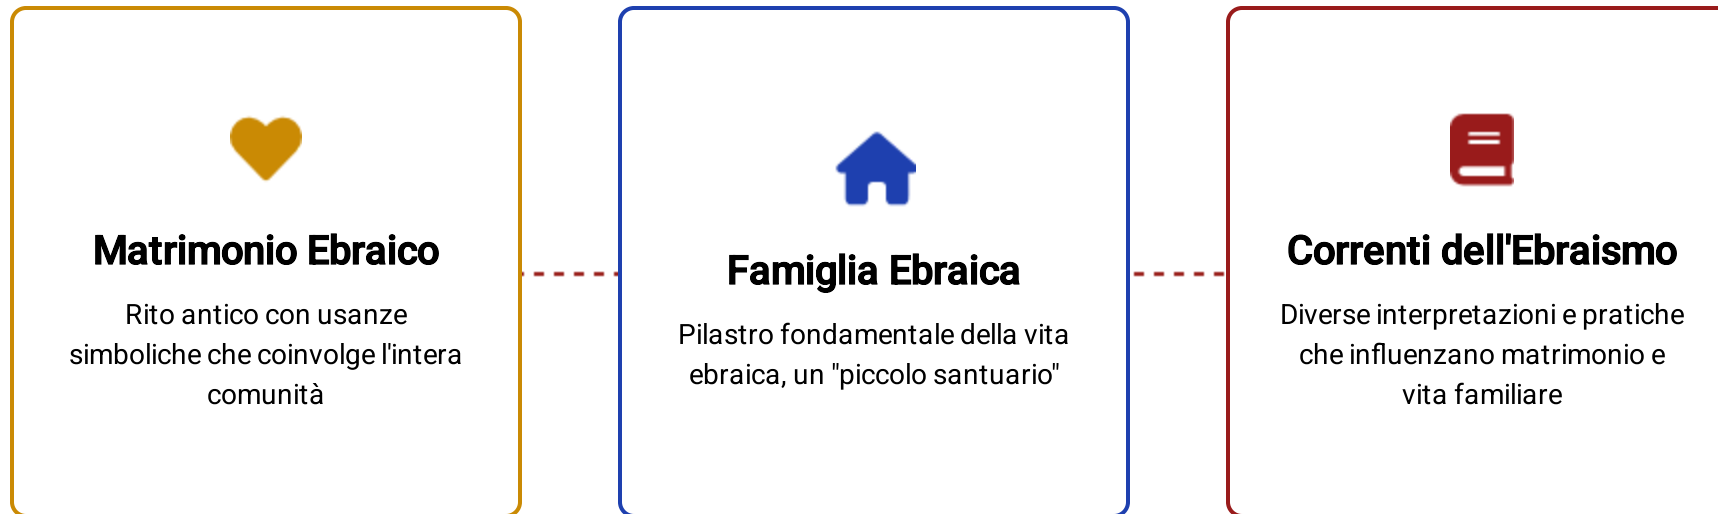 Matrimonio Ebraico
Rito antico con usanze
simboliche che coinvolge l'intera
comunità
Famiglia Ebraica
Pilastro fondamentale della vita
ebraica, un "piccolo santuario"
Correnti dell'Ebraismo
Diverse interpretazioni e pratiche
che influenzano matrimonio e
vita familiare